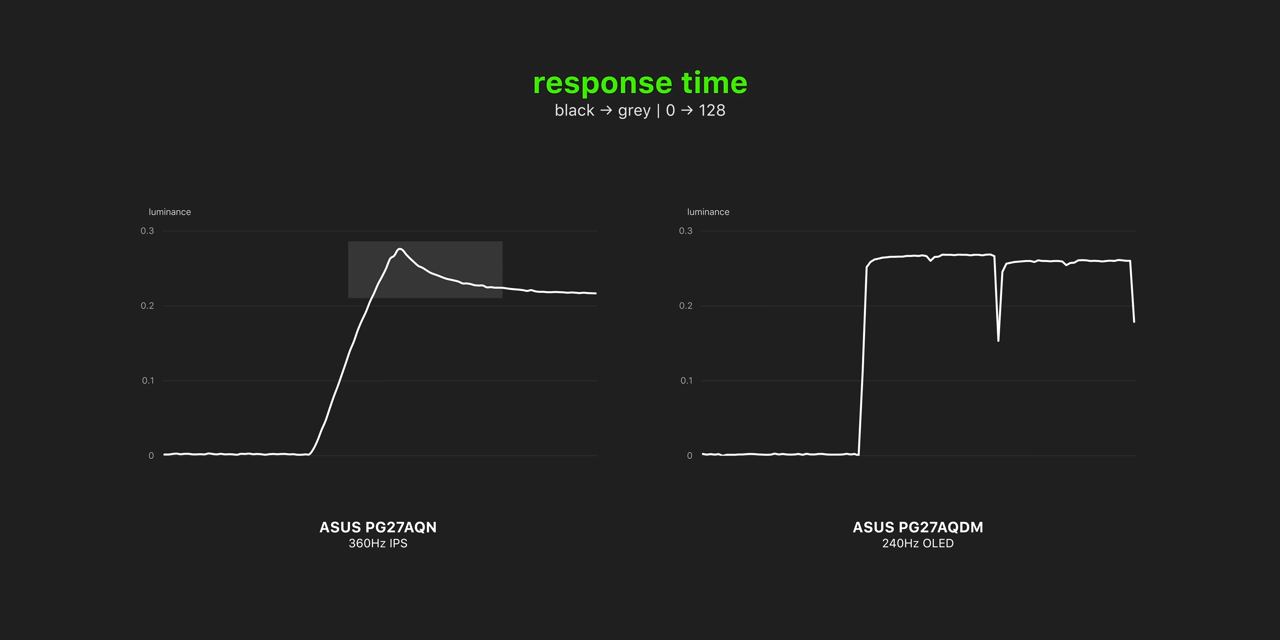 response time
black → grey | 0 → 128
luminance
0.3
0.2
0.1
0
ASUS PG27AQN
360Hz IPS
luminance
0.3
0.2
0.1
0
ASUS PG27AQDM
240Hz OLED